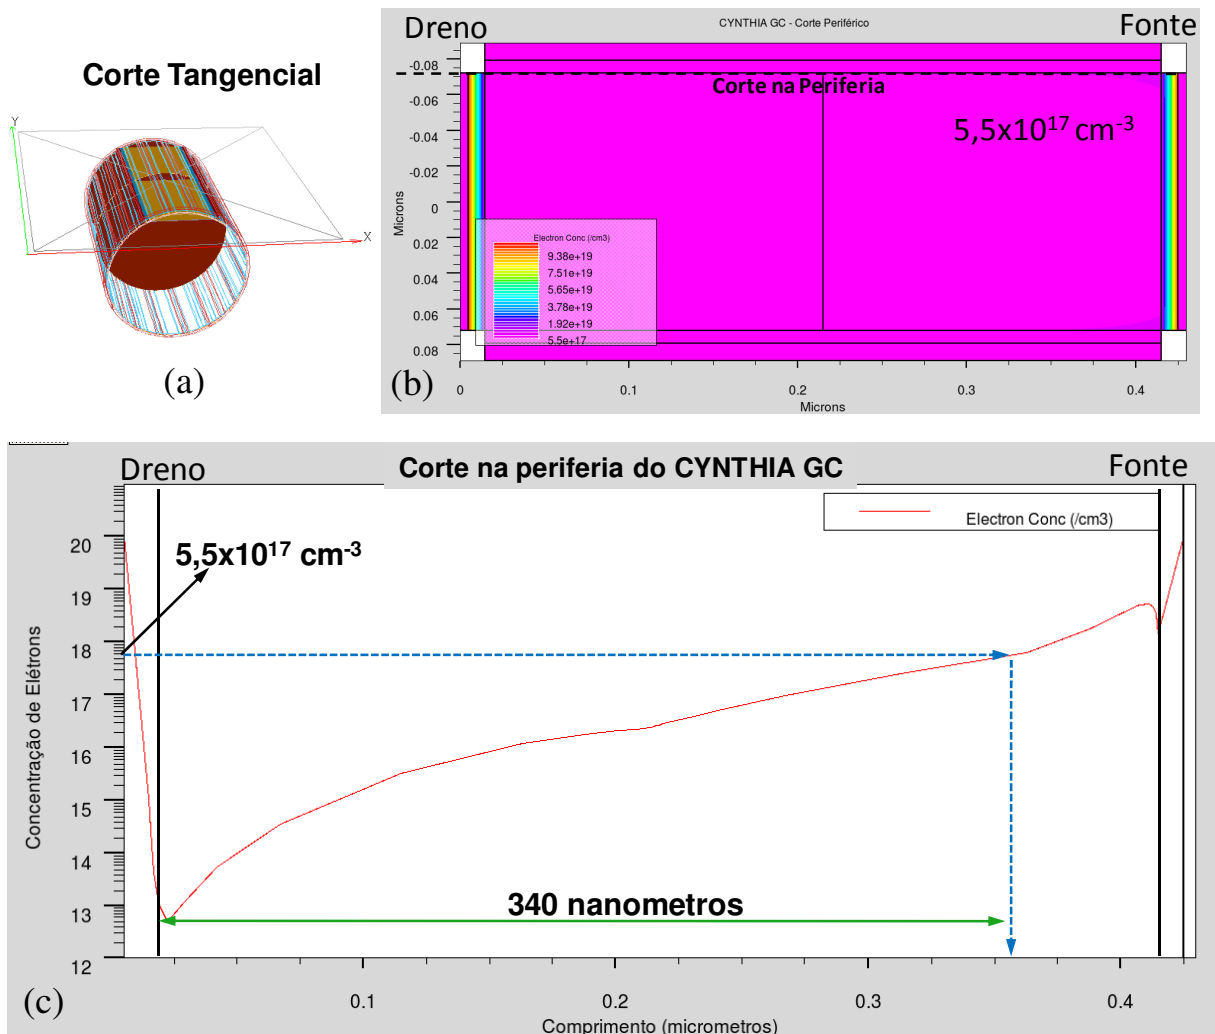 Corte Tangencial
Y
X
(a)
Dreno
CYNTHIA GC - Corte Periférico
Fonte
Corte na Periferia
5,5x10¹⁷ cm⁻³
-0.08
-0.06
-0.04
-0.02
0
0.02
0.04
0.06
0.08
Microns
Electron Conc (/cm3)
9.38e+19
7.51e+19
5.65e+19
3.78e+19
1.92e+19
5.5e+17
(b)
0
0.1
0.2
0.3
0.4
Microns
Dreno
Corte na periferia do CYNTHIA GC
Fonte
Electron Conc (/cm3)
5,5x10¹⁷ cm⁻³
20
19
18
17
16
15
14
13
12
Concentração de Elétrons
340 nanometros
(c)
0.1
0.2
0.3
0.4
Comprimento (micrometros)